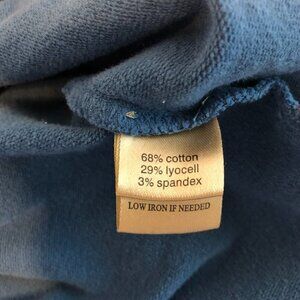 68% cotton
29% lyocell
3% spandex
LOW IRON IF NEEDED